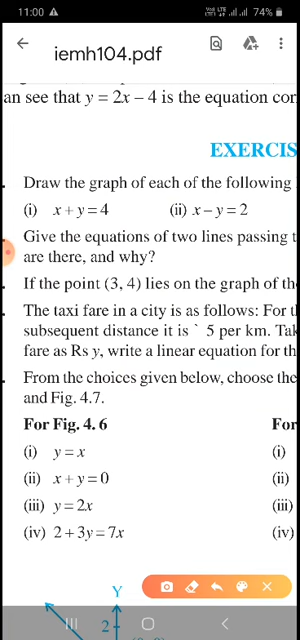 11:00
Vo) LTE LTE2 74%
iemh104.pdf
an see that y = 2x – 4 is the equation cor
EXERCIS
Draw the graph of each of the following
(i) x + y = 4 (ii) x – y = 2
Give the equations of two lines passing t
are there, and why?
If the point (3, 4) lies on the graph of th
The taxi fare in a city is as follows: For t
subsequent distance it is ` 5 per km. Tak
fare as Rs y, write a linear equation for th
From the choices given below, choose the
and Fig. 4.7.
For Fig. 4. 6 For
(i) y = x (i)
(ii) x + y = 0 (ii)
(iii) y = 2x (iii)
(iv) 2 + 3y = 7x (iv)
Y
2